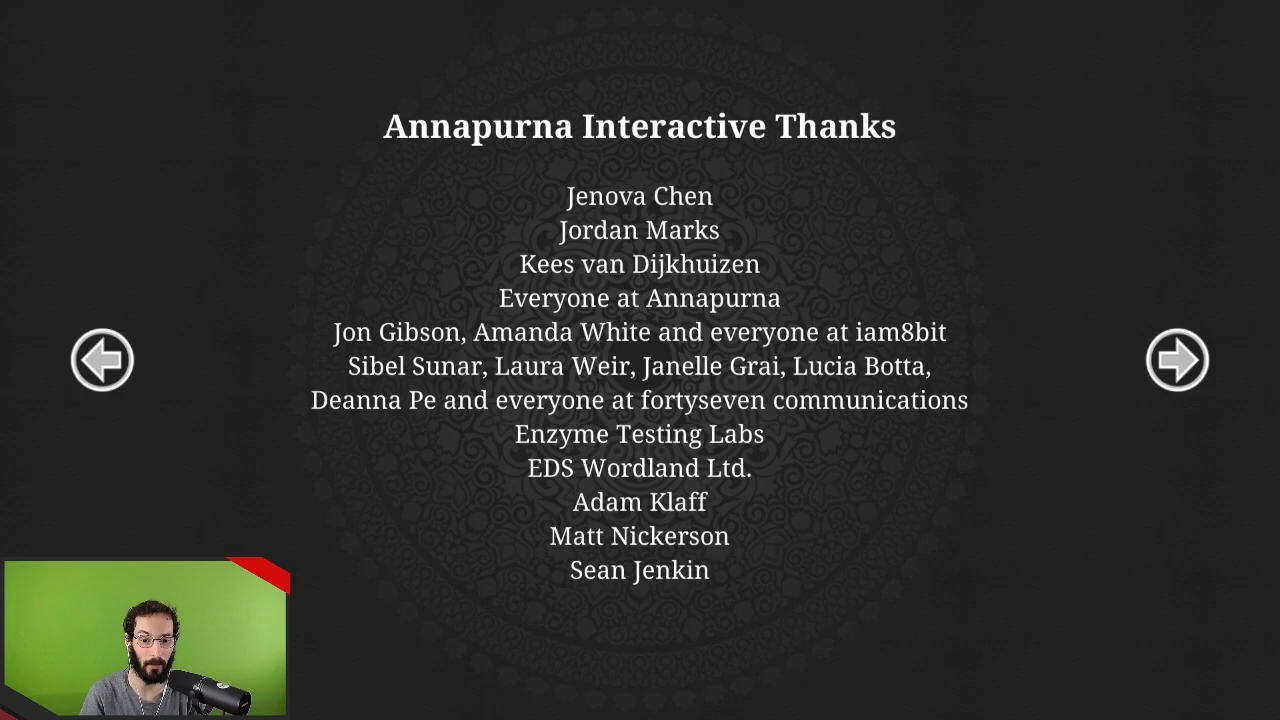 Annapurna Interactive Thanks
Jenova Chen
Jordan Marks
Kees van Dijkhuizen
Everyone at Annapurna
Jon Gibson, Amanda White and everyone at iam8bit
Sibel Sunar, Laura Weir, Janelle Grai, Lucia Botta,
Deanna Pe and everyone at fortyseven communications
Enzyme Testing Labs
EDS Wordland Ltd.
Adam Klaff
Matt Nickerson
Sean Jenkin